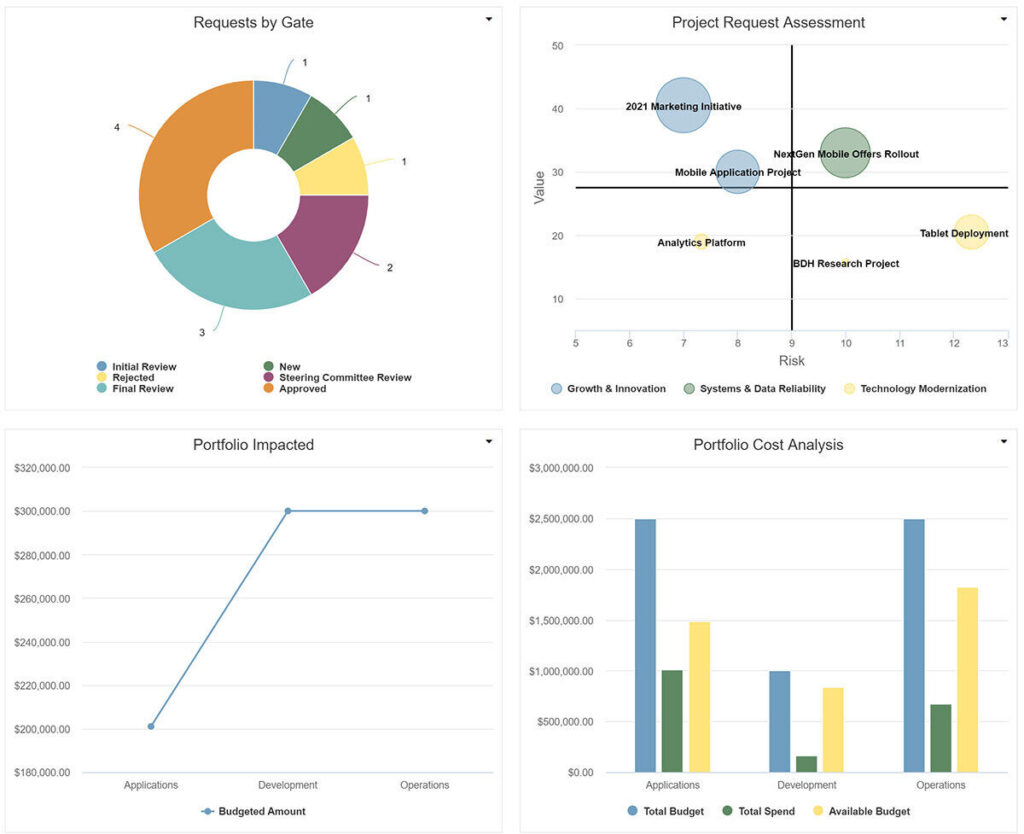 Requests by Gate
1
1
1
2
3
4
Initial Review
New
Rejected
Steering Committee Review
Final Review
Approved
Project Request Assessment
Value
50
40
30
20
10
2021 Marketing Initiative
NextGen Mobile Offers Rollout
Mobile Application Project
Tablet Deployment
Analytics Platform
BDH Research Project
5 6 7 8 9 10 11 12 13
Risk
Growth & Innovation Systems & Data Reliability Technology Modernization
Portfolio Impacted
$320,000.00
$300,000.00
$280,000.00
$260,000.00
$240,000.00
$220,000.00
$200,000.00
$180,000.00
Applications Development Operations
Budgeted Amount
Portfolio Cost Analysis
$3,000,000.00
$2,500,000.00
$2,000,000.00
$1,500,000.00
$1,000,000.00
$500,000.00
$0.00
Applications Development Operations
Total Budget Total Spend Available Budget